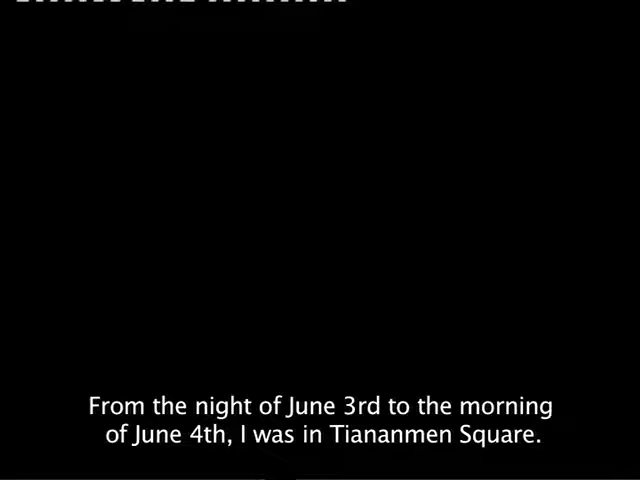 From the night of June 3rd to the morning
of June 4th, I was in Tiananmen Square.